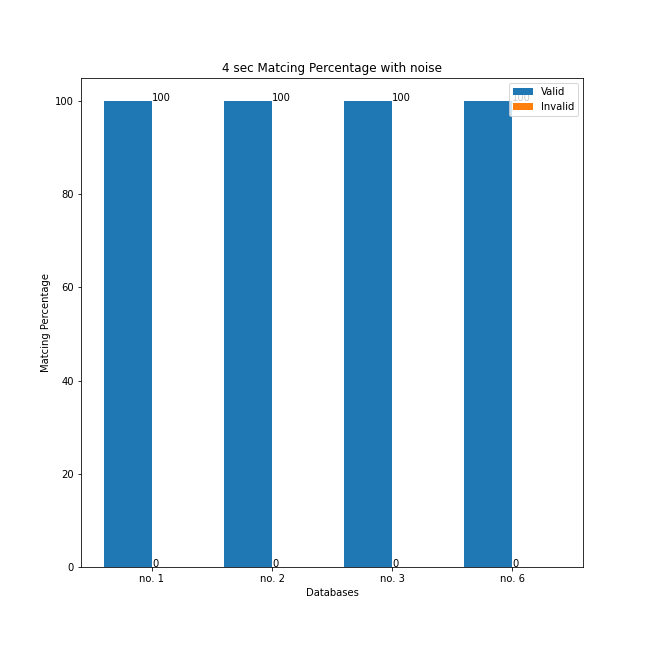 4 sec Matcing Percentage with noise
Valid
Invalid
100 100 100 100
100
80
60
40
20
0
Matcing Percentage
0 0 0 0
no. 1 no. 2 no. 3 no. 6
Databases